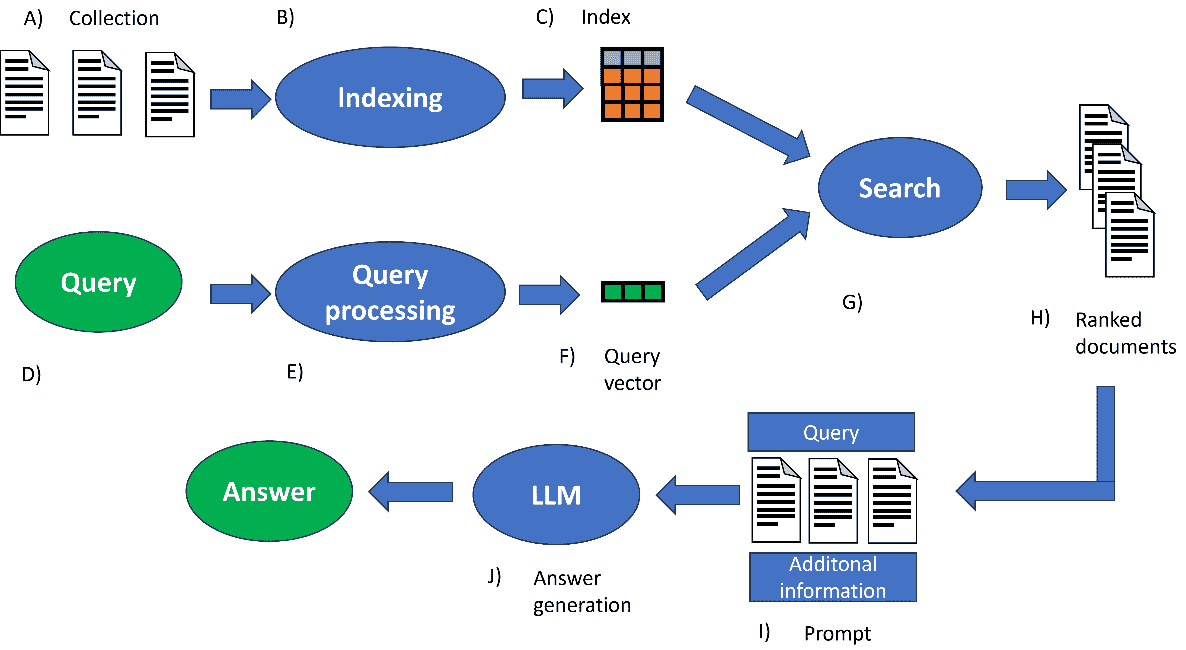 A) Collection
B)
C) Index
Indexing
Search
Query
Query
processing
D)
E)
F) Query
vector
G)
H) Ranked
documents
Query
Additonal
information
I) Prompt
LLM
J) Answer
generation
Answer